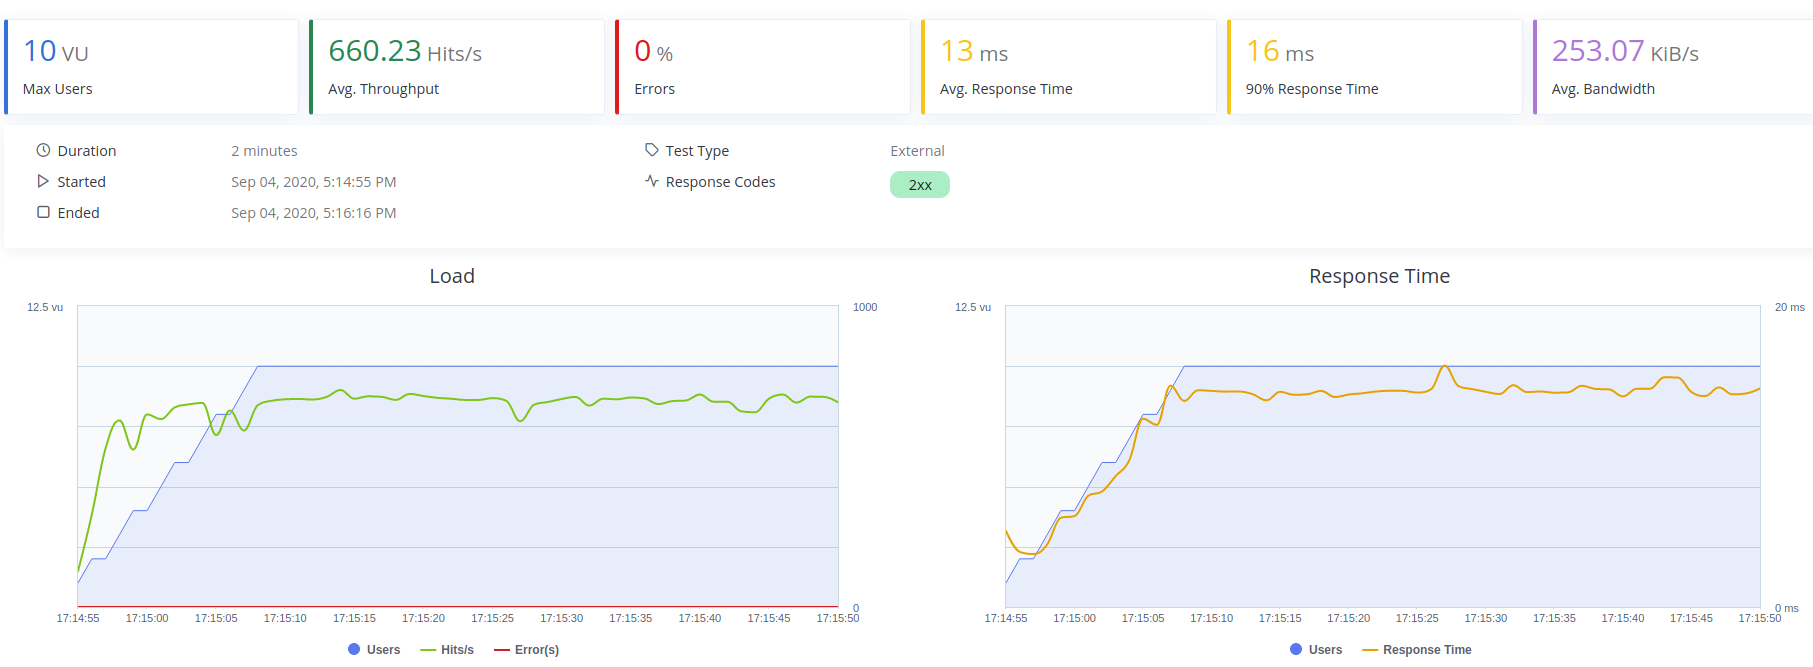 10 VU
Max Users
660.23 Hits/s
Avg. Throughput
0 %
Errors
13 ms
Avg. Response Time
16 ms
90% Response Time
253.07 KiB/s
Avg. Bandwidth
Duration 2 minutes
Started Sep 04, 2020, 5:14:55 PM
Ended Sep 04, 2020, 5:16:16 PM
Test Type External
Response Codes 2xx
Load
12.5 vu 1000
0
17:14:55 17:15:00 17:15:05 17:15:10 17:15:15 17:15:20 17:15:25 17:15:30 17:15:35 17:15:40 17:15:45 17:15:50
Users Hits/s Error(s)
Response Time
12.5 vu 20 ms
0 ms
17:14:55 17:15:00 17:15:05 17:15:10 17:15:15 17:15:20 17:15:25 17:15:30 17:15:35 17:15:40 17:15:45 17:15:50
Users Response Time